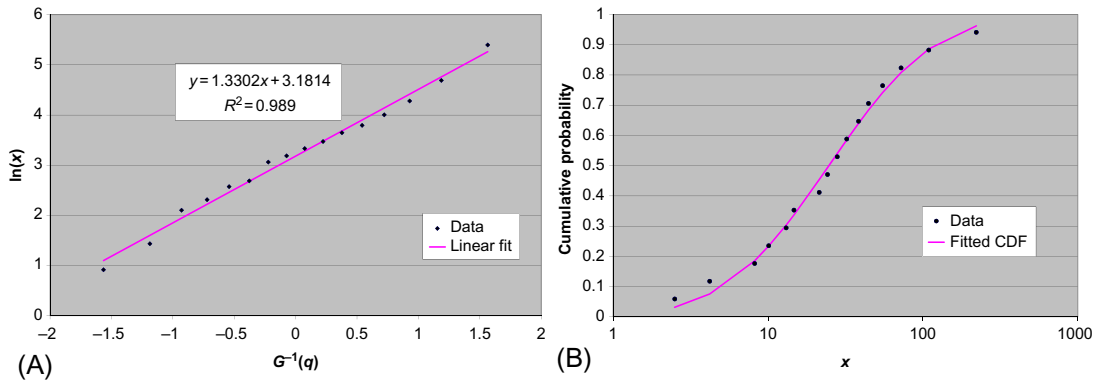 6
5
4
3
2
1
0
ln(x)
y=1.3302x+3.1814
R²=0.989
Data
Linear fit
–2 –1.5 –1 –0.5 0 0.5 1 1.5 2
G⁻¹(q)
(A)
1
0.9
0.8
0.7
0.6
0.5
0.4
0.3
0.2
0.1
0
Cumulative probability
Data
Fitted CDF
1 10 100 1000
x
(B)